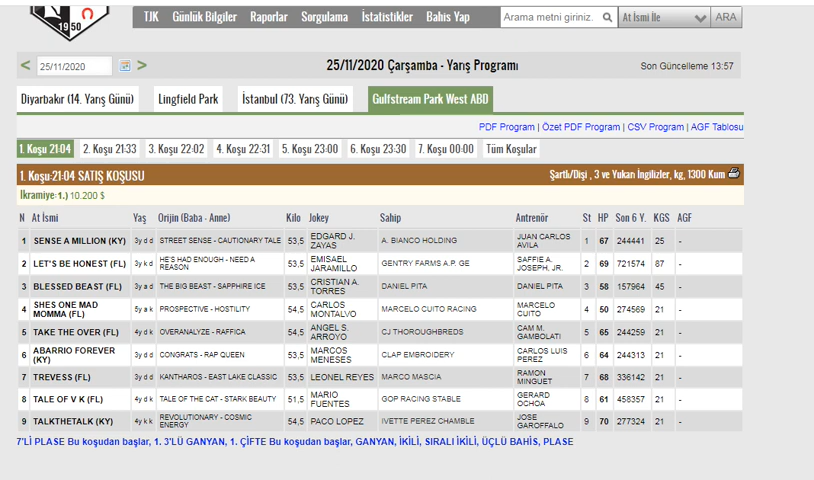 1950
TJK Günlük Bilgiler Raporlar Sorgulama İstatistikler Bahis Yap Arama metni giriniz. At İsmi İle ARA
< 25/11/2020 > 25/11/2020 Çarşamba - Yarış Programı Son Güncelleme 13:57
Diyarbakır (14. Yarış Günü) Lingfield Park İstanbul (73. Yarış Günü) Gulfstream Park West ABD
PDF Program | Özet PDF Program | CSV Program | AGF Tablosu
1. Koşu 21:04 2. Koşu 21:33 3. Koşu 22:02 4. Koşu 22:31 5. Koşu 23:00 6. Koşu 23:30 7. Koşu 00:00 Tüm Koşular
1. Koşu:21:04 SATIŞ KOŞUSU Şartlı/Dişi , 3 ve Yukarı İngilizler, kg, 1300 Kum
İkramiye:1.) 10.200 $
N At İsmi Yaş Orijin (Baba - Anne) Kilo Jokey Sahip Antrenör St HP Son 6 Y. KGS AGF
1 SENSE A MILLION (KY) 3y d d STREET SENSE - CAUTIONARY TALE 53,5 EDGARD J. ZAYAS A. BIANCO HOLDING JUAN CARLOS AVILA 1 67 244441 25 -
2 LET'S BE HONEST (FL) 3y k d HE'S HAD ENOUGH - NEED A REASON 53,5 EMISAEL JARAMILLO GENTRY FARMS A.P. GE SAFFIE A. JOSEPH, JR. 2 69 721574 87 -
3 BLESSED BEAST (FL) 3y a d THE BIG BEAST - SAPPHIRE ICE 53,5 CRISTIAN A. TORRES DANIEL PITA DANIEL PITA 3 58 157964 45 -
4 SHES ONE MAD MOMMA (FL) 5y a k PROSPECTIVE - HOSTILITY 54,5 CARLOS MONTALVO MARCELO CUITO RACING MARCELO CUITO 4 50 274569 21 -
5 TAKE THE OVER (FL) 4y d k OVERANALYZE - RAFFICA 54,5 ANGEL S. ARROYO CJ THOROUGHBREDS CAM M. GAMBOLATI 5 65 244259 21 -
6 ABARRIO FOREVER (KY) 3y d d CONGRATS - RAP QUEEN 53,5 MARCOS MENESES CLAP EMBROIDERY CARLOS LUIS PEREZ 6 64 244313 21 -
7 TREVESS (FL) 3y d d KANTHAROS - EAST LAKE CLASSIC 53,5 LEONEL REYES MARCO MASCIA RAMON MINGUET 7 68 336142 21 -
8 TALE OF V K (FL) 4y d k TALE OF THE CAT - STARK BEAUTY 51,5 MARIO FUENTES GOP RACING STABLE GERARD OCHOA 8 61 458357 21 -
9 TALKTHETALK (KY) 4y k k REVOLUTIONARY - COSMIC ENERGY 54,5 PACO LOPEZ IVETTE PEREZ CHAMBLE JOSE GAROFFALO 9 70 277324 21 -
7'Lİ PLASE Bu koşudan başlar, 1. 3'LÜ GANYAN, 1. ÇİFTE Bu koşudan başlar, GANYAN, İKİLİ, SIRALI İKİLİ, ÜÇLÜ BAHİS, PLASE